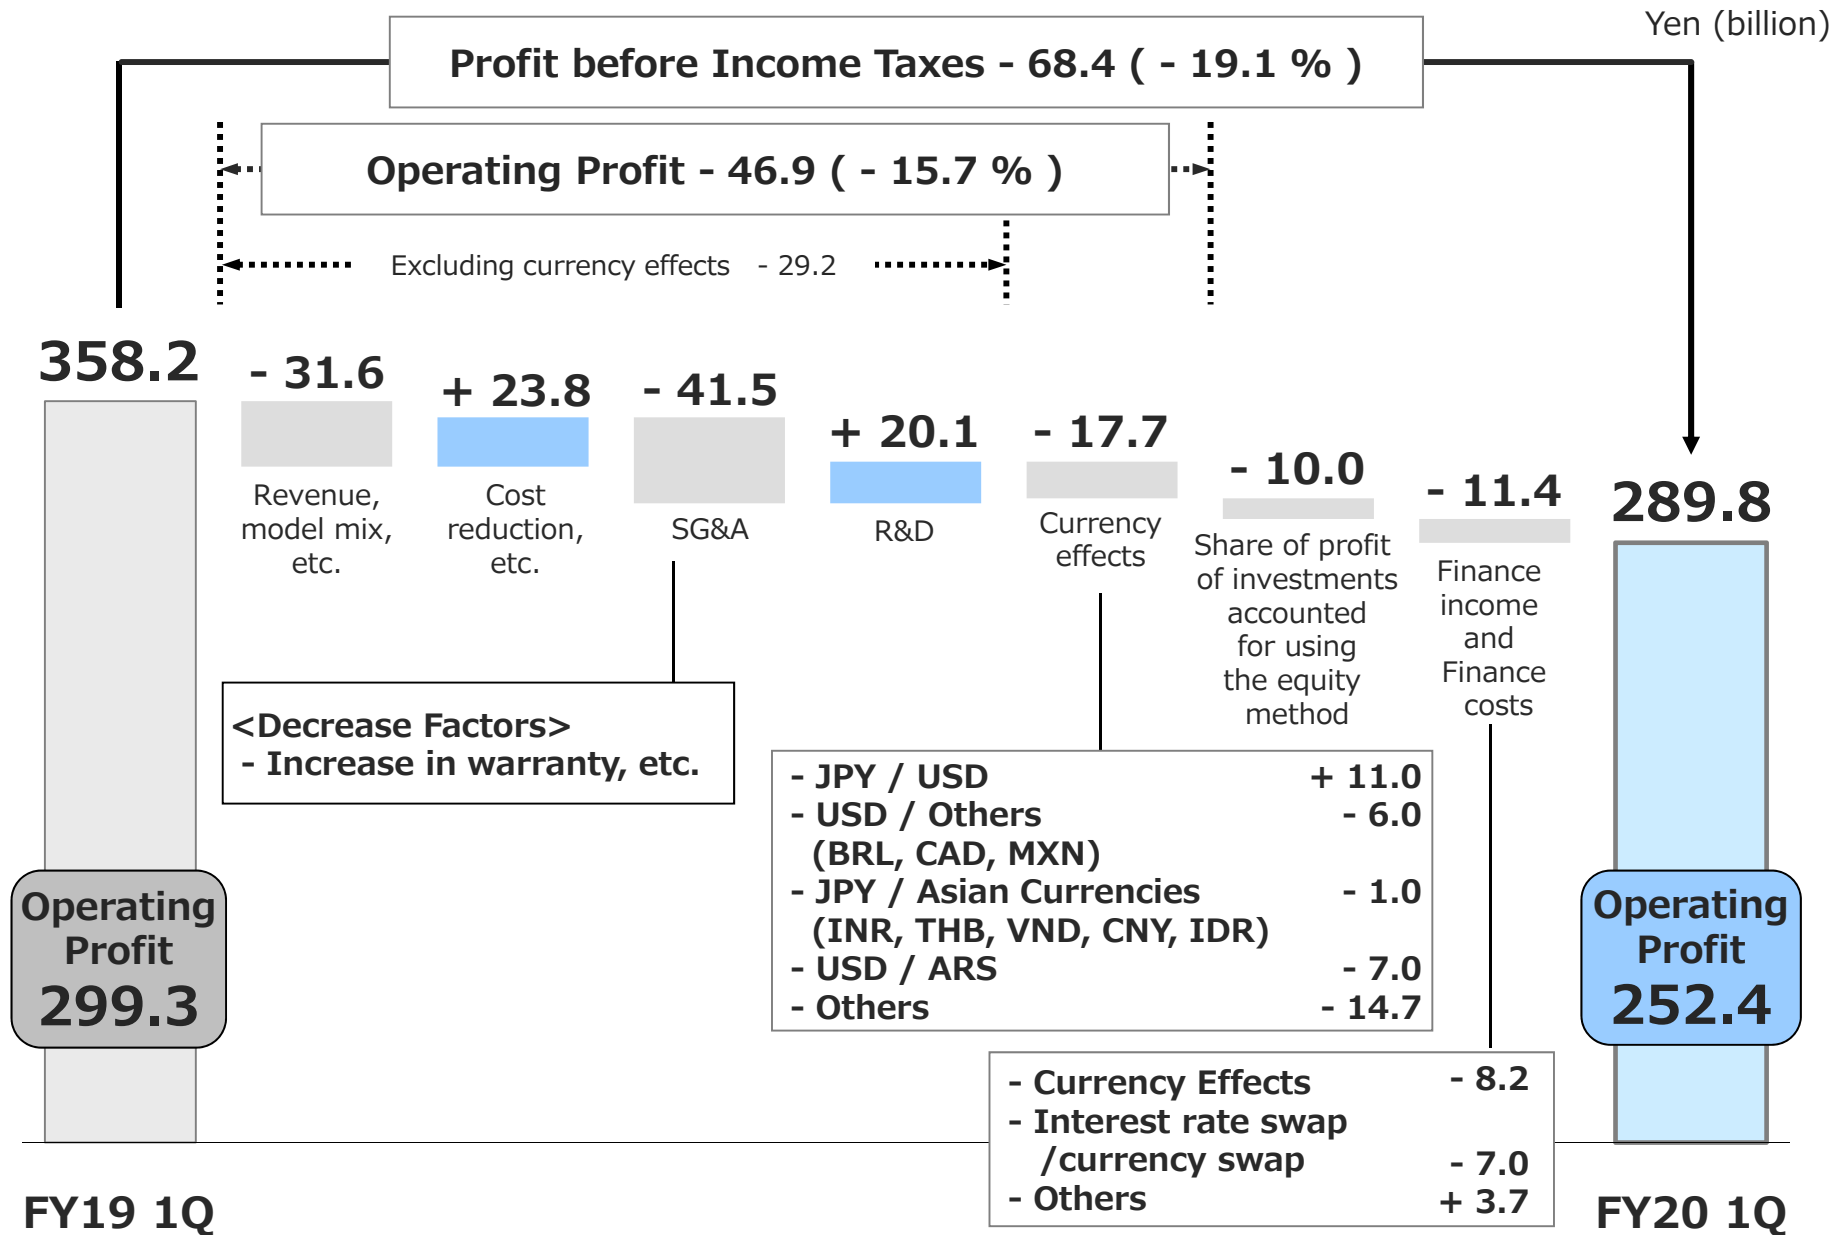 Yen (billion)
Profit before Income Taxes - 68.4 ( - 19.1 % )
Operating Profit - 46.9 ( - 15.7 % )
Excluding currency effects - 29.2
358.2
- 31.6
Revenue,
model mix,
etc.
+ 23.8
Cost
reduction,
etc.
- 41.5
SG&A
+ 20.1
R&D
- 17.7
Currency
effects
- 10.0
Share of profit
of investments
accounted
for using
the equity
method
- 11.4
Finance
income
and
Finance
costs
289.8
<Decrease Factors>
- Increase in warranty, etc.
- JPY / USD + 11.0
- USD / Others - 6.0
(BRL, CAD, MXN)
- JPY / Asian Currencies - 1.0
(INR, THB, VND, CNY, IDR)
- USD / ARS - 7.0
- Others - 14.7
- Currency Effects - 8.2
- Interest rate swap
/currency swap - 7.0
- Others + 3.7
Operating
Profit
299.3
Operating
Profit
252.4
FY19 1Q
FY20 1Q